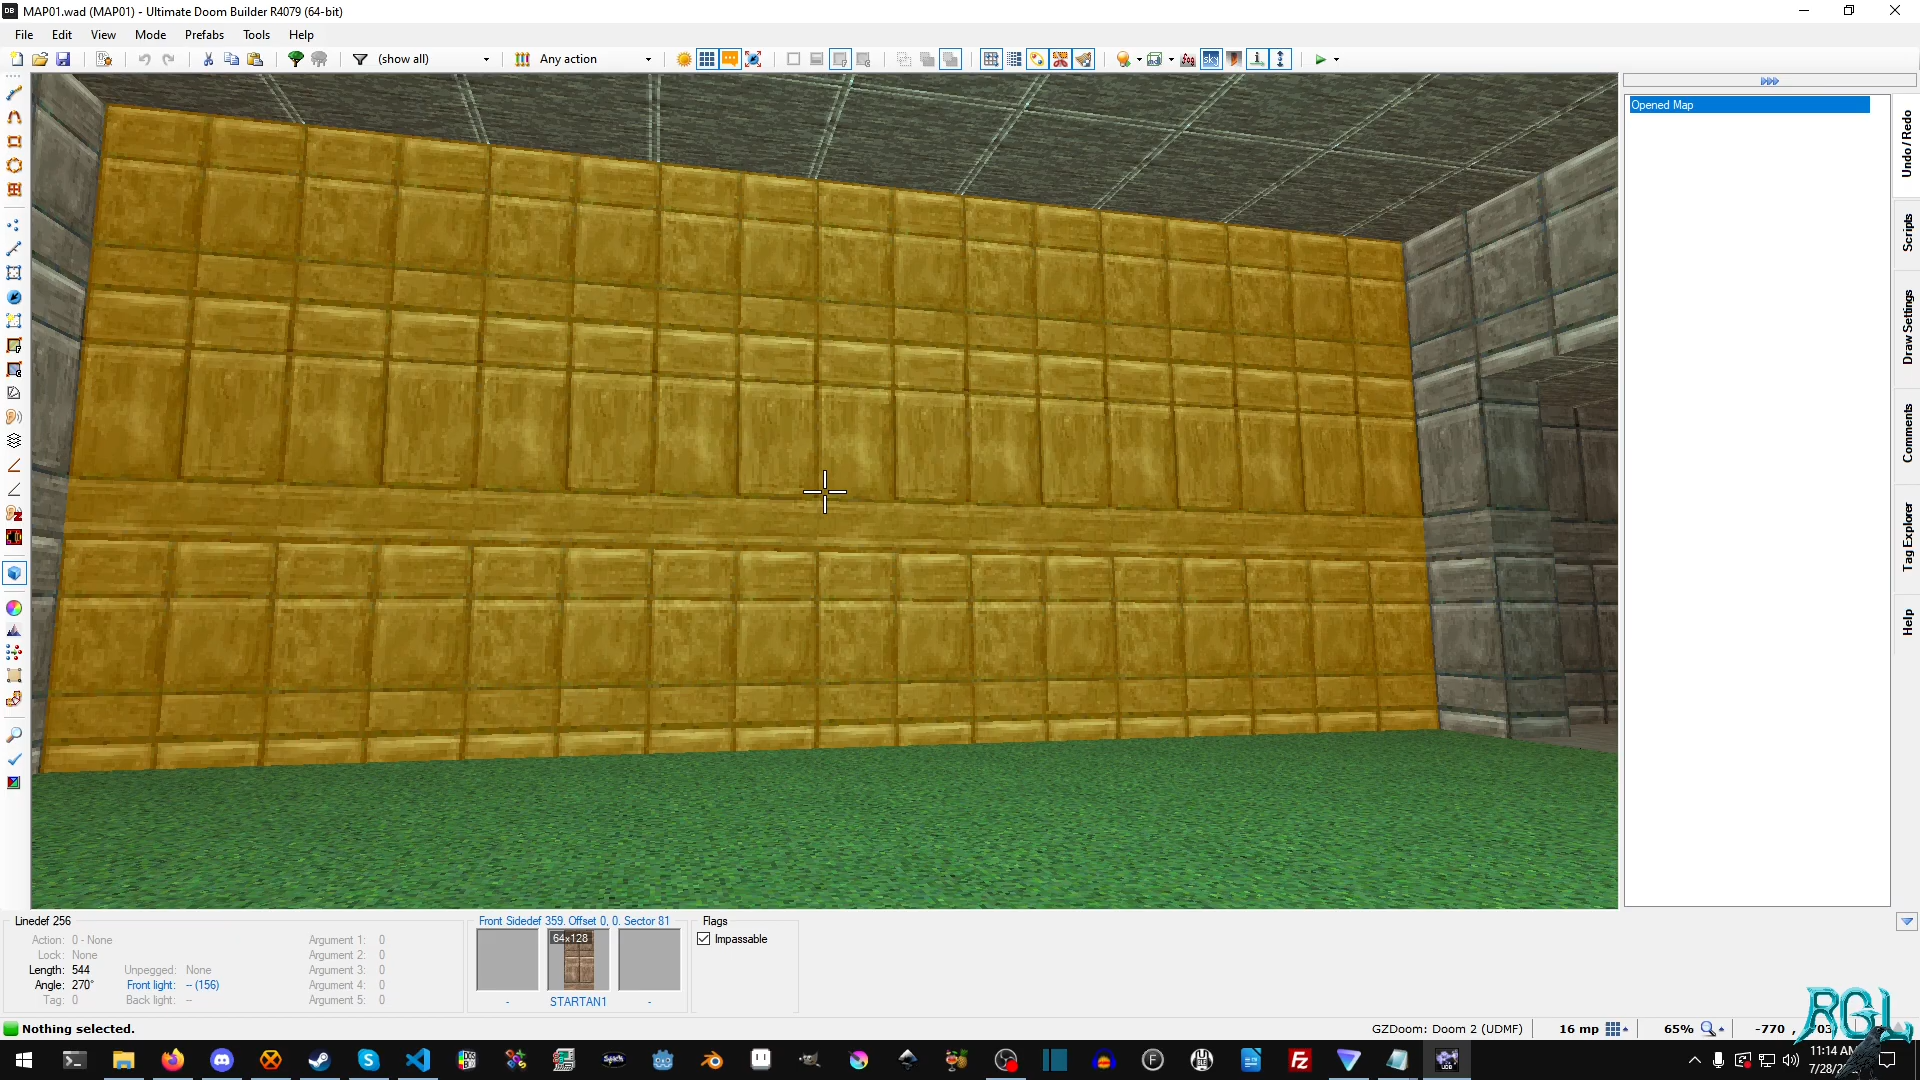 MAP01.wad (MAP01) - Ultimate Doom Builder R4079 (64-bit)
File Edit View Mode Prefabs Tools Help
(show all) Any action
Opened Map
Undo / Redo
Scripts
Draw Settings
Comments
Tag Explorer
Help
Linedef 256
Action: 0 - None
Lock: None
Length: 544
Angle: 270°
Tag: 0
Unpegged: None
Front light: -- (156)
Back light: --
Argument 1: 0
Argument 2: 0
Argument 3: 0
Argument 4: 0
Argument 5: 0
Front Sidedef 359. Offset 0, 0. Sector 81
64x128
- STARTAN1 -
Flags
Impassable
Nothing selected.
GZDoom: Doom 2 (UDMF) 16 mp 65% -770 ,
RGL
11:14 AM